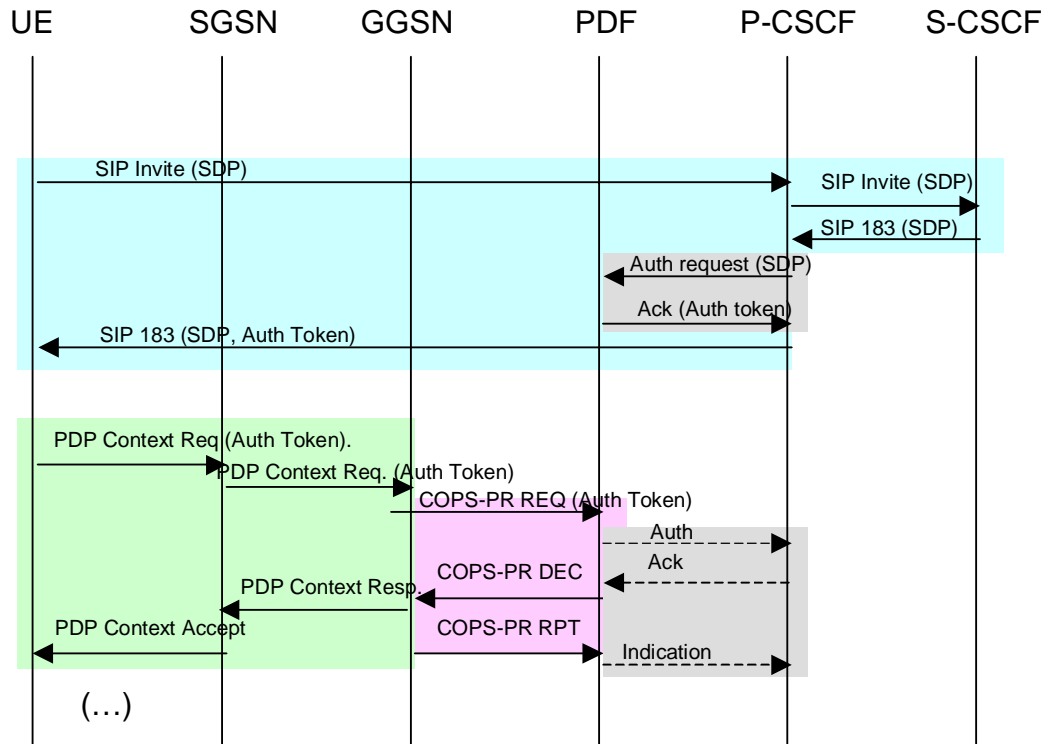 UE SGSN GGSN PDF P-CSCF S-CSCF
SIP Invite (SDP)
SIP Invite (SDP)
SIP 183 (SDP)
Auth request (SDP)
Ack (Auth token)
SIP 183 (SDP, Auth Token)
PDP Context Req (Auth Token).
PDP Context Req. (Auth Token)
COPS-PR REQ (Auth Token)
Auth
Ack
COPS-PR DEC
PDP Context Resp.
PDP Context Accept
COPS-PR RPT
Indication
(…)